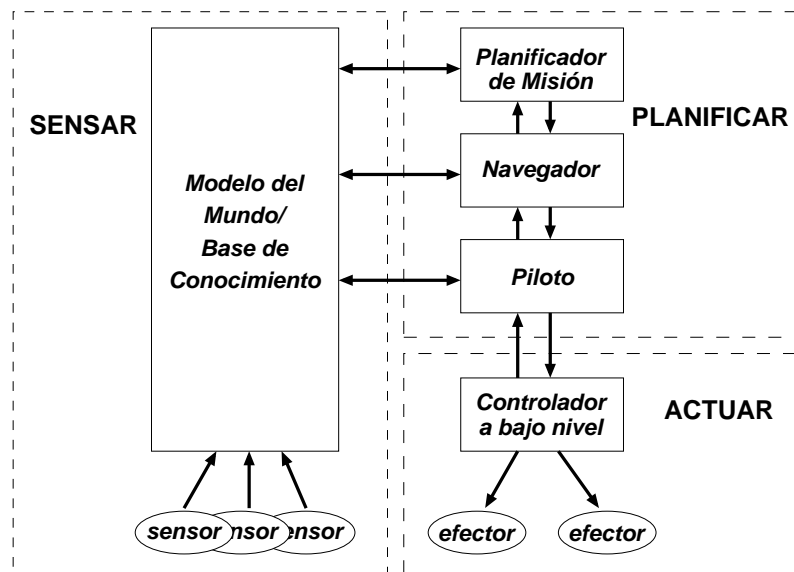 SENSAR
Modelo del
Mundo/
Base de
Conocimiento
sensor
nsor
ensor
Planificador
de Misión
PLANIFICAR
Navegador
Piloto
Controlador
a bajo nivel
ACTUAR
efector
efector